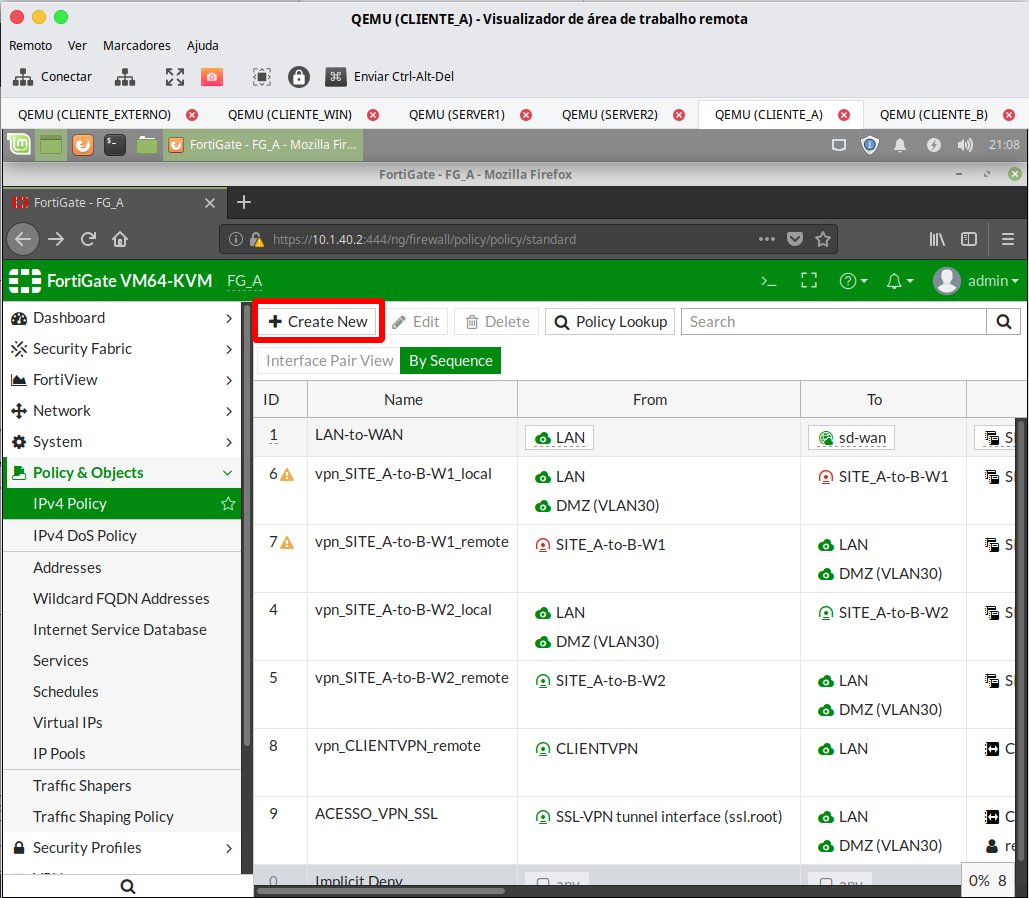 QEMU (CLIENTE_A) - Visualizador de área de trabalho remota
Remoto Ver Marcadores Ajuda
Conectar Enviar Ctrl-Alt-Del
QEMU (CLIENTE_EXTERNO) QEMU (CLIENTE_WIN) QEMU (SERVER1) QEMU (SERVER2) QEMU (CLIENTE_A) QEMU (CLIENTE_B)
FortiGate - FG_A - Mozilla Fir... 21:08
FortiGate - FG_A - Mozilla Firefox
FortiGate - FG_A
https://10.1.40.2:444/ng/firewall/policy/policy/standard
FortiGate VM64-KVM FG_A >_ admin
Dashboard
Security Fabric
FortiView
Network
System
Policy & Objects
IPv4 Policy
IPv4 DoS Policy
Addresses
Wildcard FQDN Addresses
Internet Service Database
Services
Schedules
Virtual IPs
IP Pools
Traffic Shapers
Traffic Shaping Policy
Security Profiles
+ Create New Edit Delete Policy Lookup Search
Interface Pair View By Sequence
ID Name From To
1 LAN-to-WAN LAN sd-wan
6 vpn_SITE_A-to-B-W1_local LAN SITE_A-to-B-W1
DMZ (VLAN30)
7 vpn_SITE_A-to-B-W1_remote SITE_A-to-B-W1 LAN
DMZ (VLAN30)
4 vpn_SITE_A-to-B-W2_local LAN SITE_A-to-B-W2
DMZ (VLAN30)
5 vpn_SITE_A-to-B-W2_remote SITE_A-to-B-W2 LAN
DMZ (VLAN30)
8 vpn_CLIENTVPN_remote CLIENTVPN LAN
9 ACESSO_VPN_SSL SSL-VPN tunnel interface (ssl.root) LAN
DMZ (VLAN30)
0 Implicit Deny any any
0% 8